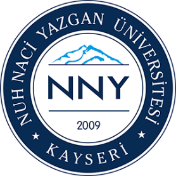 NUH NACİ YAZGAN ÜNİVERSİTESİ
NNY
2009
KAYSERİ